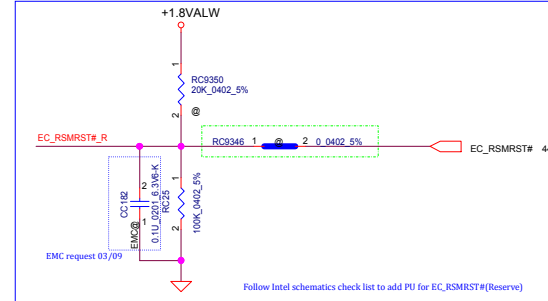 +1.8VALW
1
RC9350
20K_0402_5%
2
@
EC_RSMRST#_R
RC9346 1 @ 2 0_0402_5%
EC_RSMRST# 44
CC182
0.1U_0201_6.3V6-K
EMC@
2
1
RC25
100K_0402_5%
1
2
EMC request 03/09
Follow Intel schematics check list to add PU for EC_RSMRST#(Reserve)